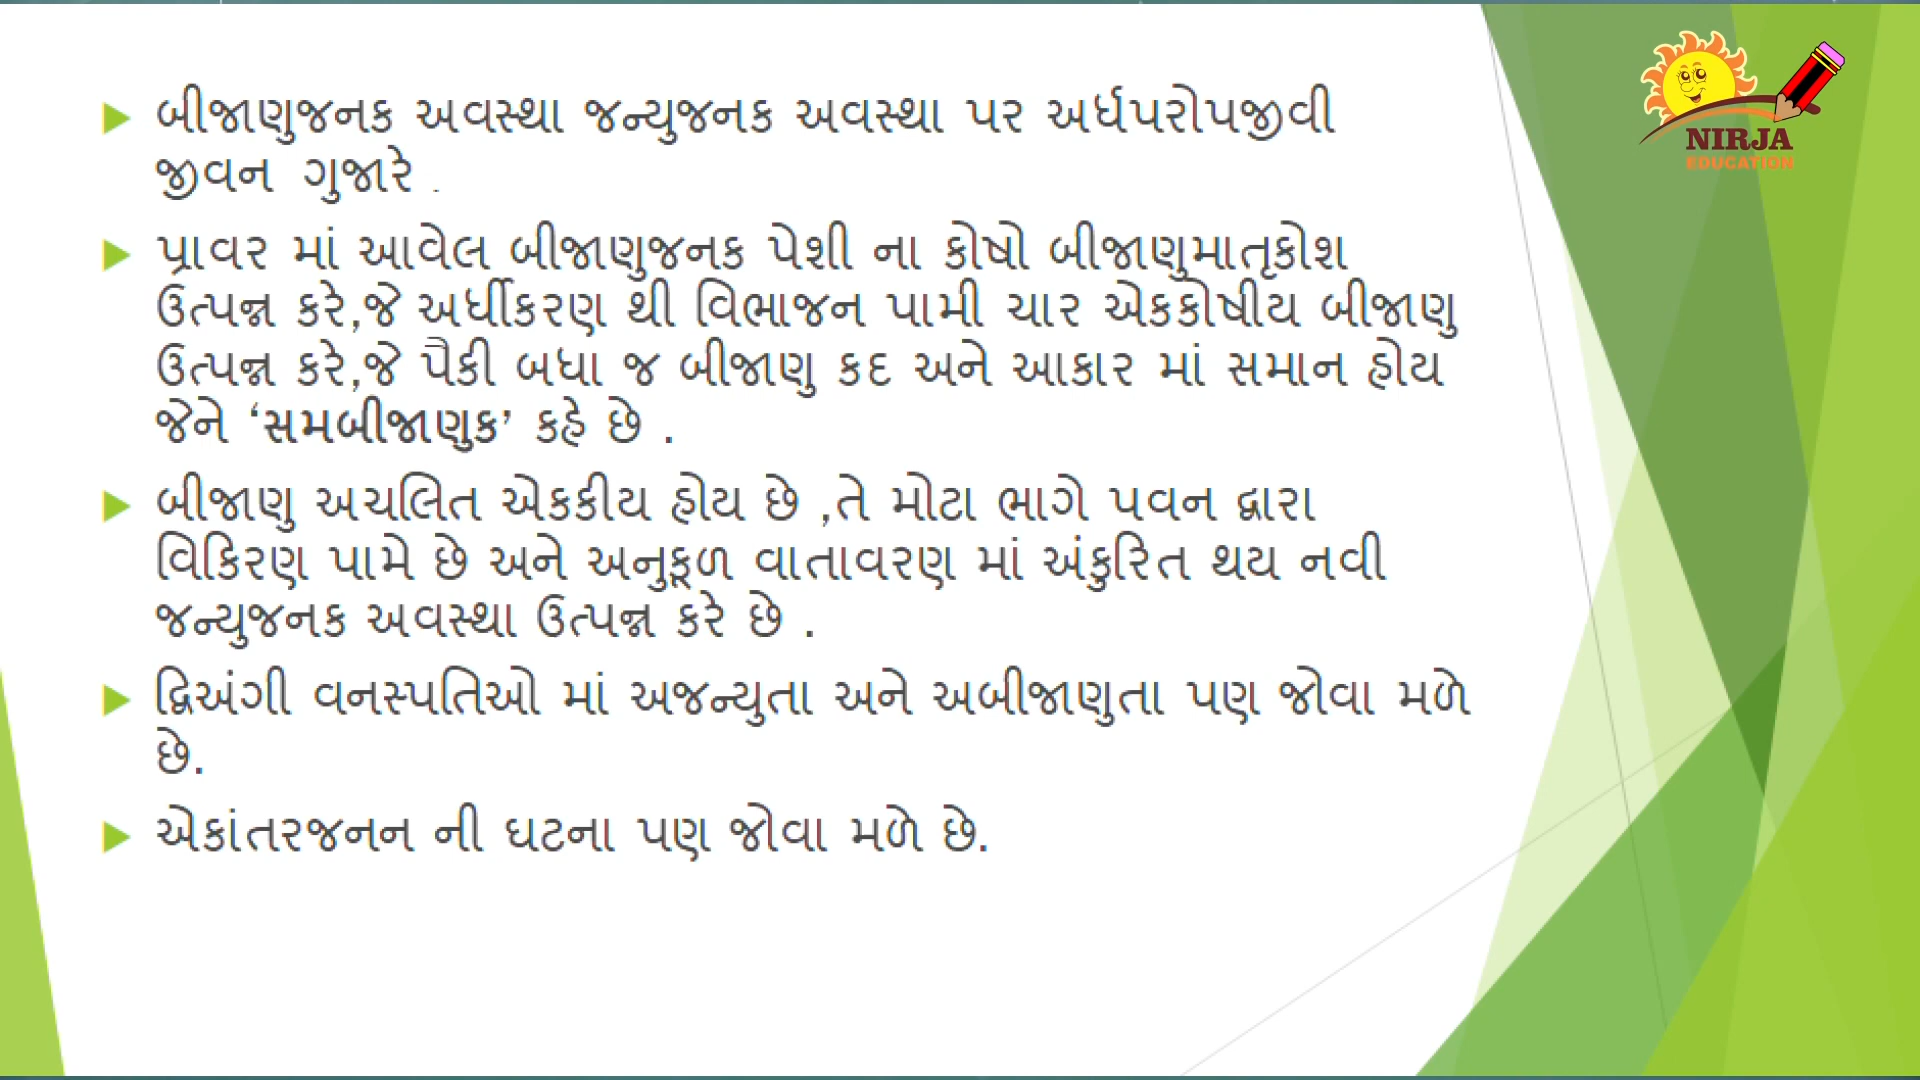 બીજાણુજનક અવસ્થા જન્યુજનક અવસ્થા પર અર્ધપરોપજીવી
જીવન ગુજારે .
પ્રાવર માં આવેલ બીજાણુજનક પેશી ના કોષો બીજાણુમાતૃકોશ
ઉત્પન્ન કરે,જે અર્ધીકરણ થી વિભાજન પામી ચાર એકકોષીય બીજાણુ
ઉત્પન્ન કરે,જે પૈકી બધા જ બીજાણુ કદ અને આકાર માં સમાન હોય
જેને ‘સમબીજાણુક’ કહે છે .
બીજાણુ અચલિત એકકીય હોય છે ,તે મોટા ભાગે પવન દ્વારા
વિકિરણ પામે છે અને અનુકૂળ વાતાવરણ માં અંકુરિત થય નવી
જન્યુજનક અવસ્થા ઉત્પન્ન કરે છે .
દ્વિઅંગી વનસ્પતિઓ માં અજન્યુતા અને અબીજાણુતા પણ જોવા મળે
છે.
એકાંતરજનન ની ઘટના પણ જોવા મળે છે.
NIRJA
EDUCATION